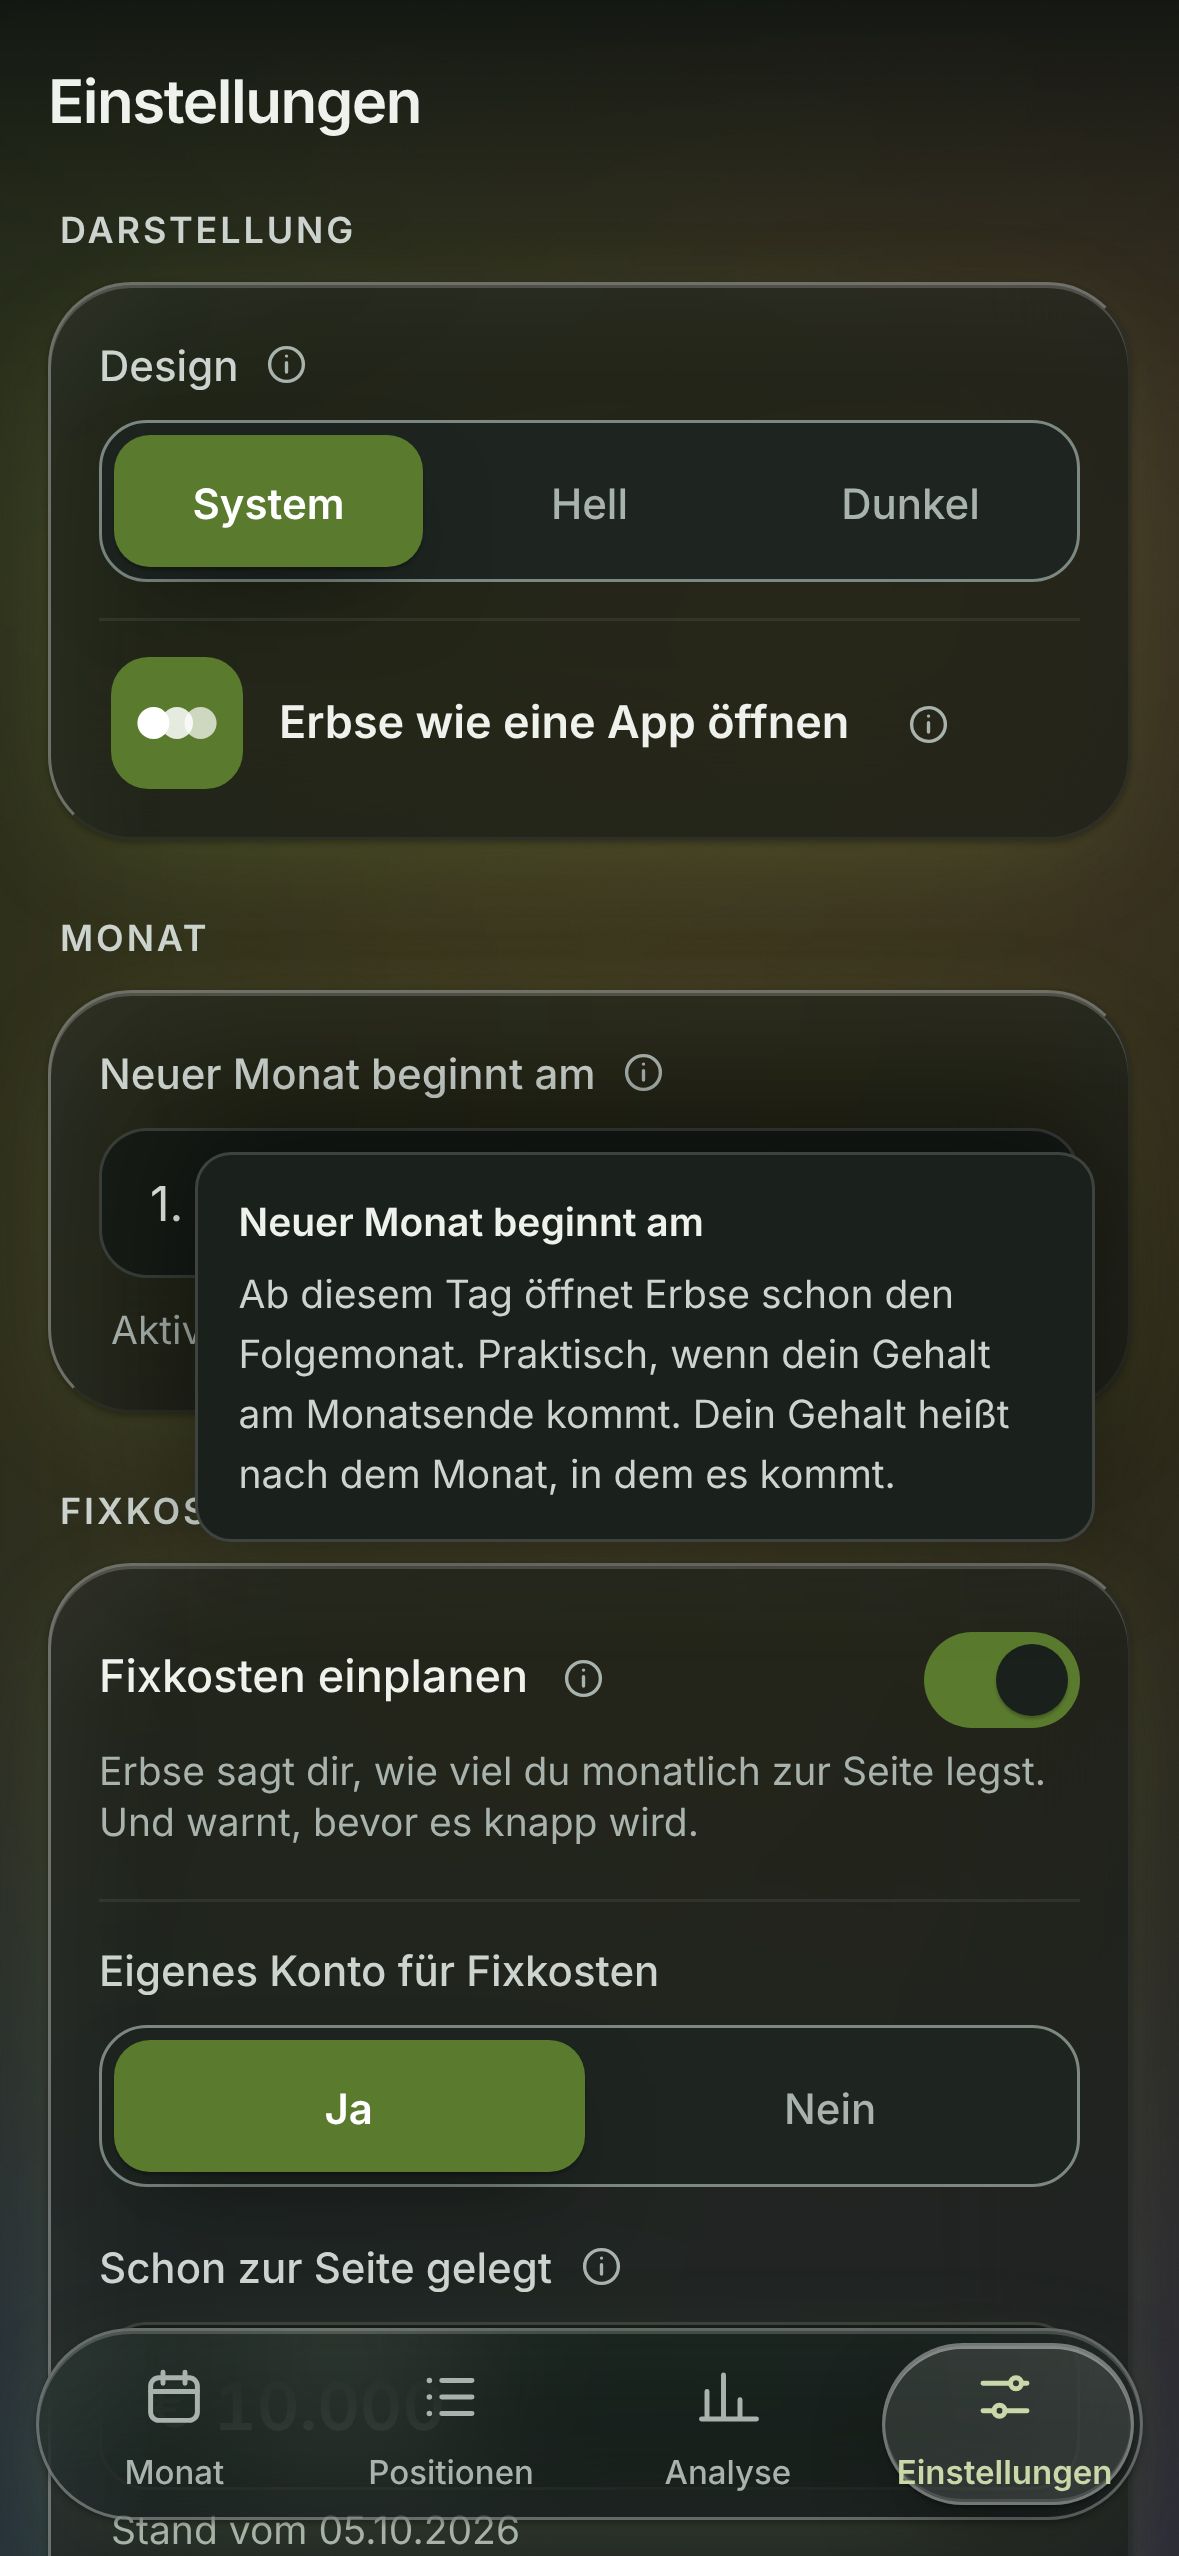 Einstellungen
DARSTELLUNG
Design
System Hell Dunkel
Erbse wie eine App öffnen
MONAT
Neuer Monat beginnt am
1.
Neuer Monat beginnt am
Ab diesem Tag öffnet Erbse schon den
Folgemonat. Praktisch, wenn dein Gehalt
am Monatsende kommt. Dein Gehalt heißt
nach dem Monat, in dem es kommt.
Fixkosten einplanen
Erbse sagt dir, wie viel du monatlich zur Seite legst.
Und warnt, bevor es knapp wird.
Eigenes Konto für Fixkosten
Ja Nein
Schon zur Seite gelegt
10.000
Monat Positionen Analyse Einstellungen
Stand vom 05.10.2026